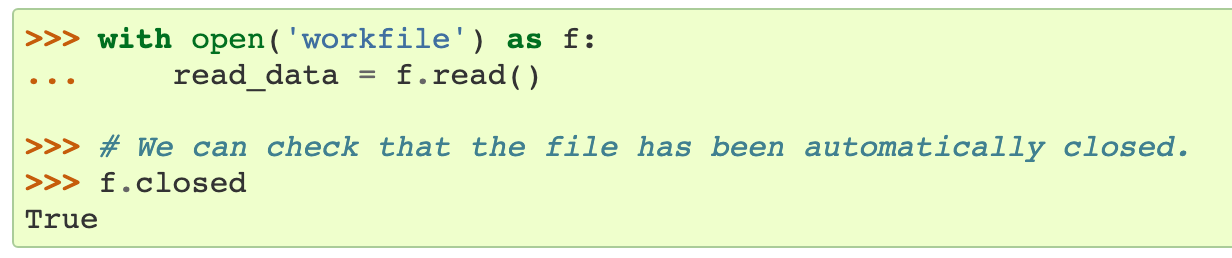 >>> with open('workfile') as f:
...     read_data = f.read()
>>> # We can check that the file has been automatically closed.
>>> f.closed
True